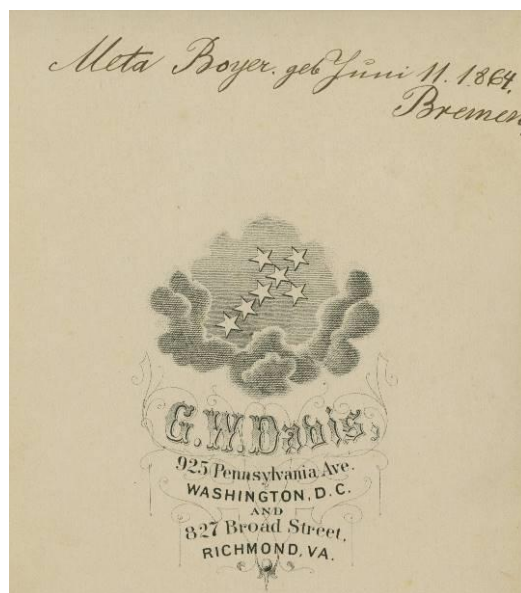 Meta Boyer. geb Juni 11. 1864.
Bremen
G. W. Davis,
925 Pennsylvania Ave.
WASHINGTON, D. C.
AND
827 Broad Street,
RICHMOND, VA.